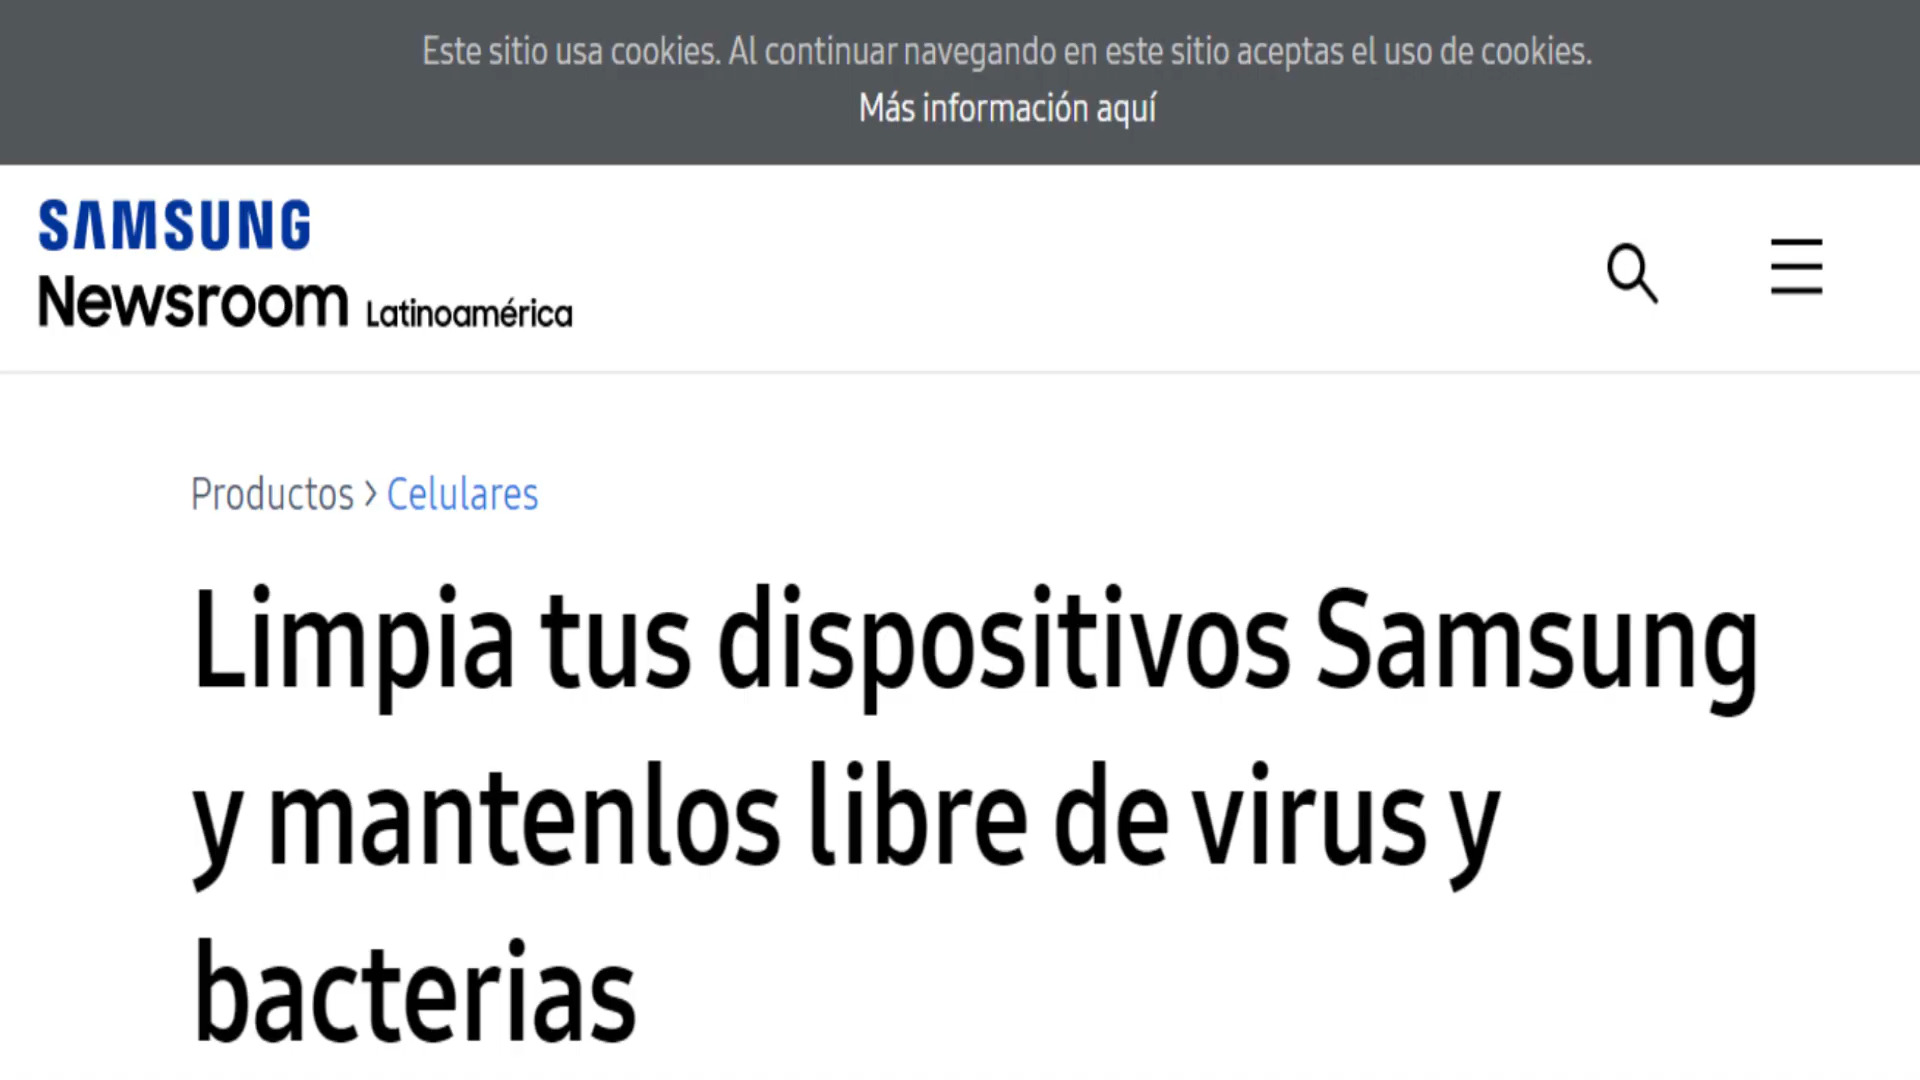 Este sitio usa cookies. Al continuar navegando en este sitio aceptas el uso de cookies.
Más información aquí
SAMSUNG
Newsroom Latinoamérica
Productos > Celulares
Limpia tus dispositivos Samsung
y mantenlos libre de virus y
bacterias